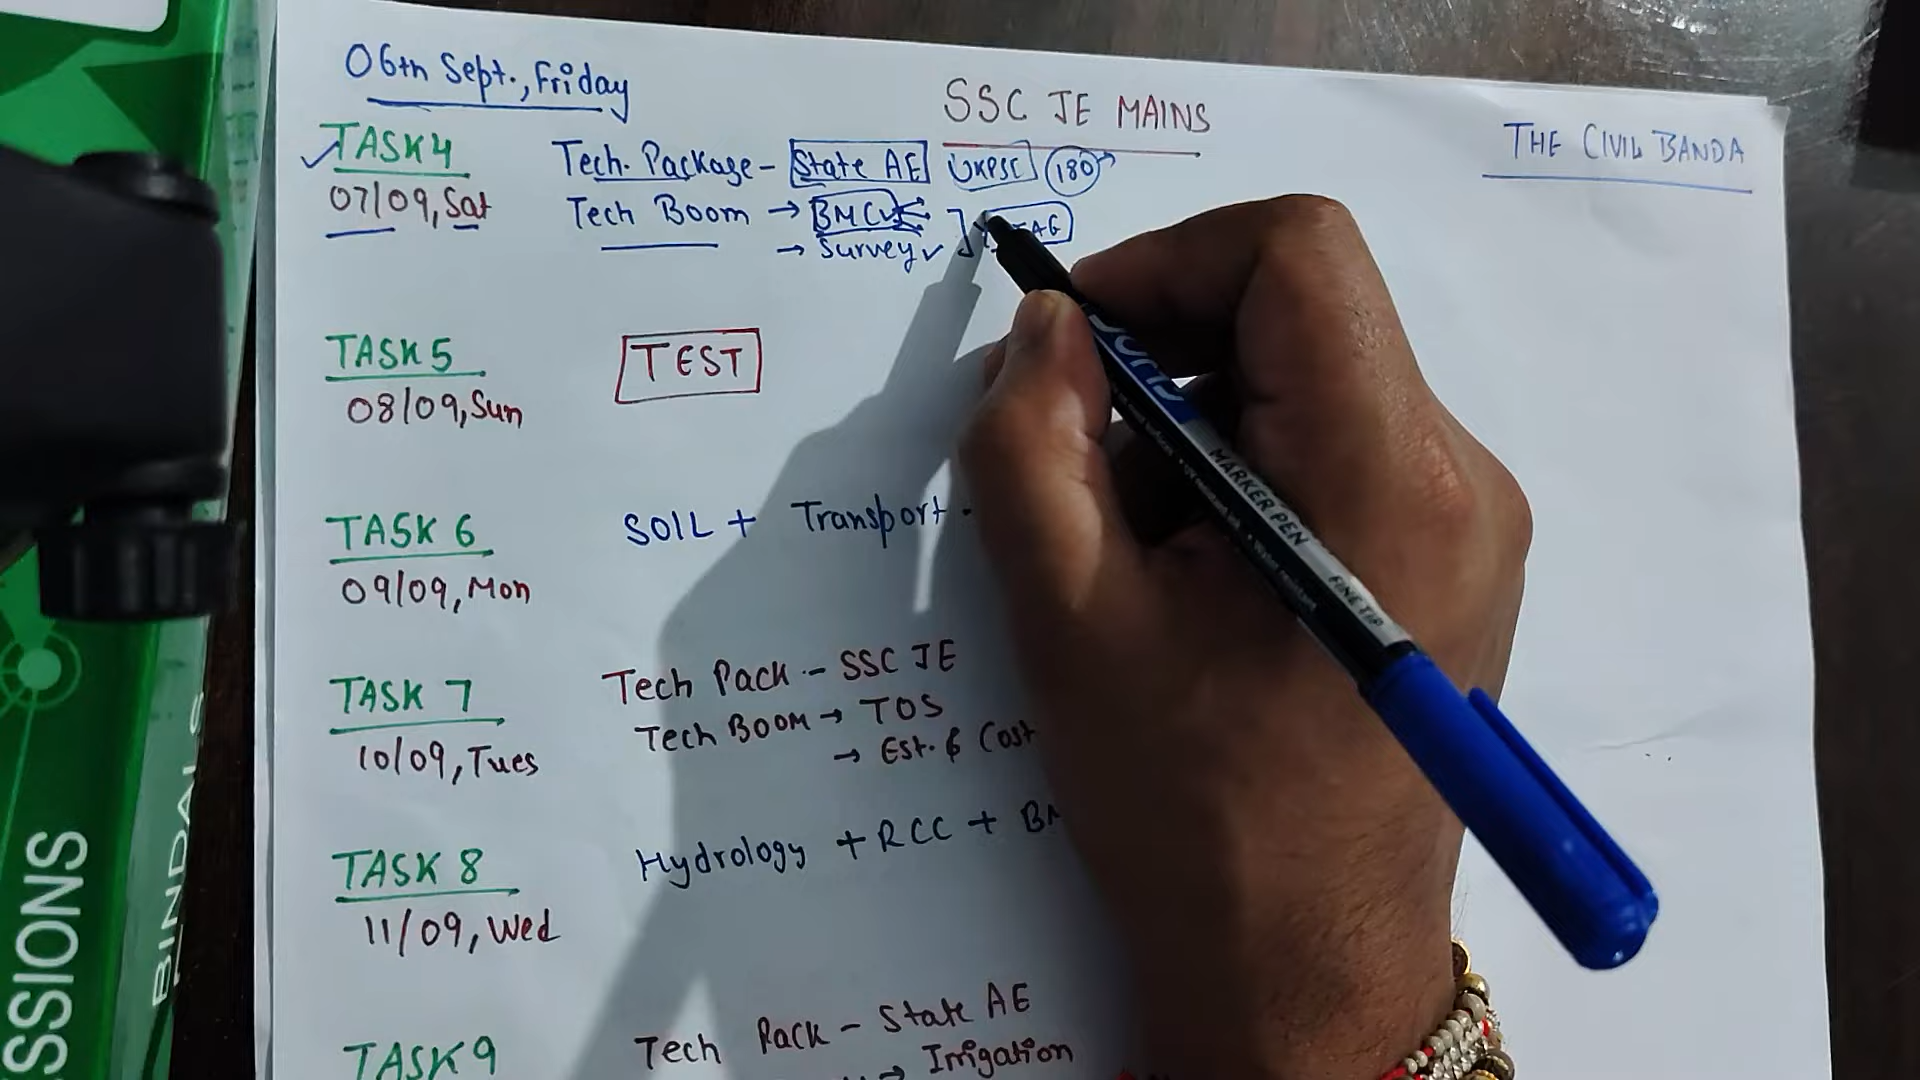 06th Sept., Friday
SSC JE MAINS
THE CIVIL BANDA
TASK 4
07/09, Sat
Tech. Package - State AE UKPSC 180
Tech Boom → BMC
→ Survey
TASK 5
08/09, Sun
TEST
TASK 6
09/09, Mon
SOIL + Transport
TASK 7
10/09, Tues
Tech Pack - SSC JE
Tech Boom → TOS
→ Est. & Cost
TASK 8
11/09, Wed
Hydrology + RCC +
TASK 9
Tech Pack - State AE
→ Irrigation
MARKER PEN
FINE TIP
BINDAL